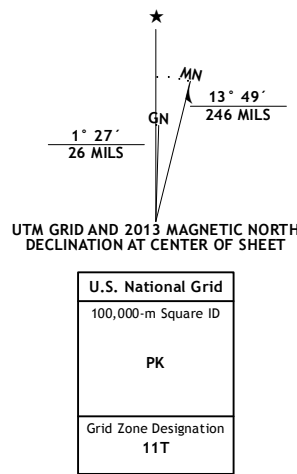 ★
MN
GN
13° 49´
246 MILS
1° 27´
26 MILS
UTM GRID AND 2013 MAGNETIC NORTH
DECLINATION AT CENTER OF SHEET
U.S. National Grid
100,000-m Square ID
PK
Grid Zone Designation
11T